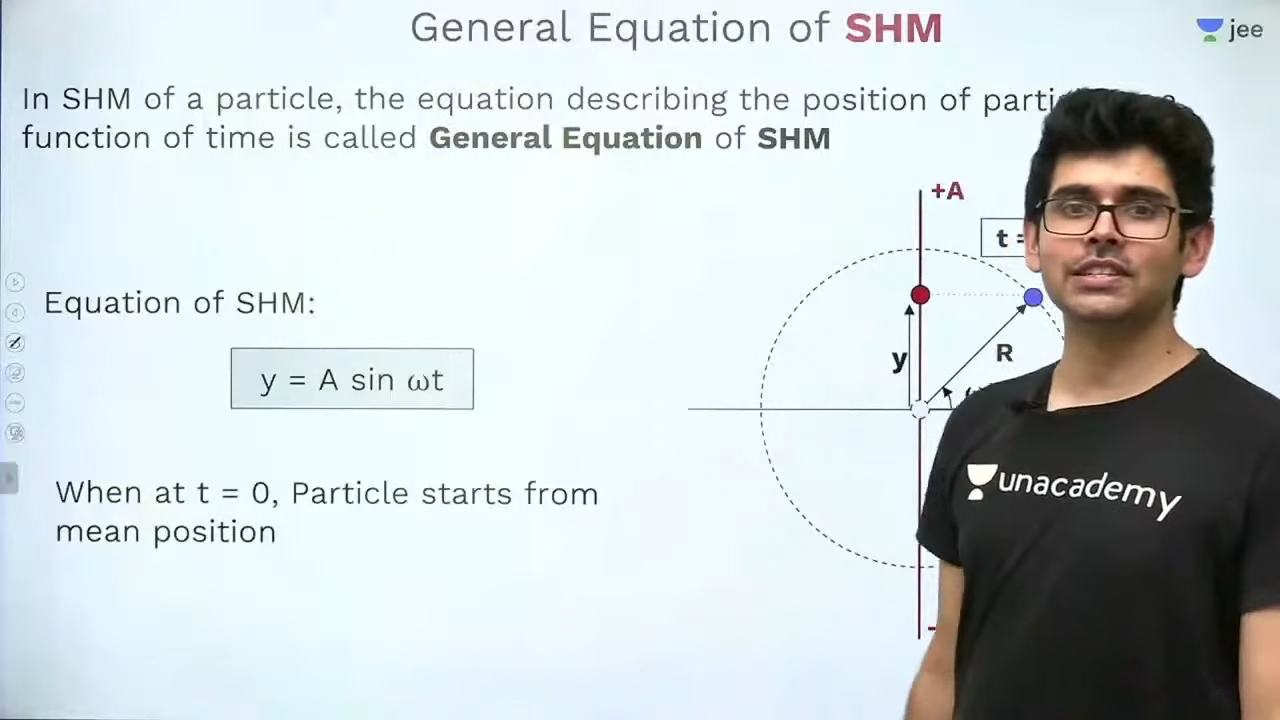 General Equation of SHM
jee
In SHM of a particle, the equation describing the position of
function of time is called General Equation of SHM
+A
t =
Equation of SHM:
y = A sin ωt
y
R
When at t = 0, Particle starts from
mean position
unacademy